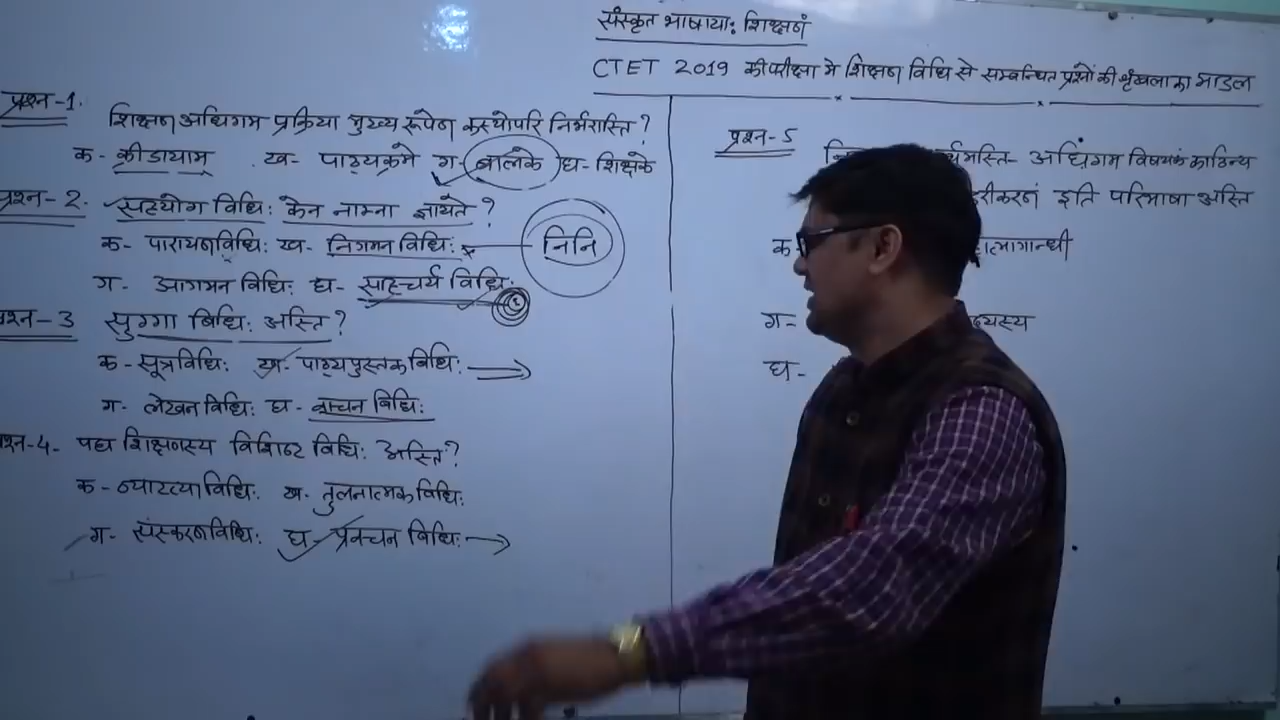 संस्कृत भाषायाः शिक्षणं
CTET 2019 की परीक्षा मे शिक्षण विधि से सम्बन्धित प्रश्नों की श्रृंखला का माडल
प्रश्न-1.
शिक्षण अधिगम प्रक्रिया मुख्य रूपेण कस्योपरि निर्भरास्ति?
क- क्रीडायाम् ख- पाठ्यक्रमे ग- बालके घ- शिक्षके
प्रश्न-2. सहयोग विधिः केन नाम्ना ज्ञायते?
क- पारायणविधिः ख- निगमन विधिः निनि
ग- आगमन विधिः घ- साहचर्य विधिः
प्रश्न-3 सुग्गा विधिः अस्ति?
क- सूत्रविधिः ख- पाठ्यपुस्तक विधिः
ग- लेखन विधिः घ- वाचन विधिः
प्रश्न-4. पद्य शिक्षणस्य विशिष्ट विधिः अस्ति?
क- व्याख्याविधिः ख- तुलनात्मक विधिः
ग- संस्करणविधिः घ- प्रवचन विधिः
प्रश्न-5
अधिगम विषयकं काठिन्य
इति परिभाषा अस्ति
क-
ग-
घ-